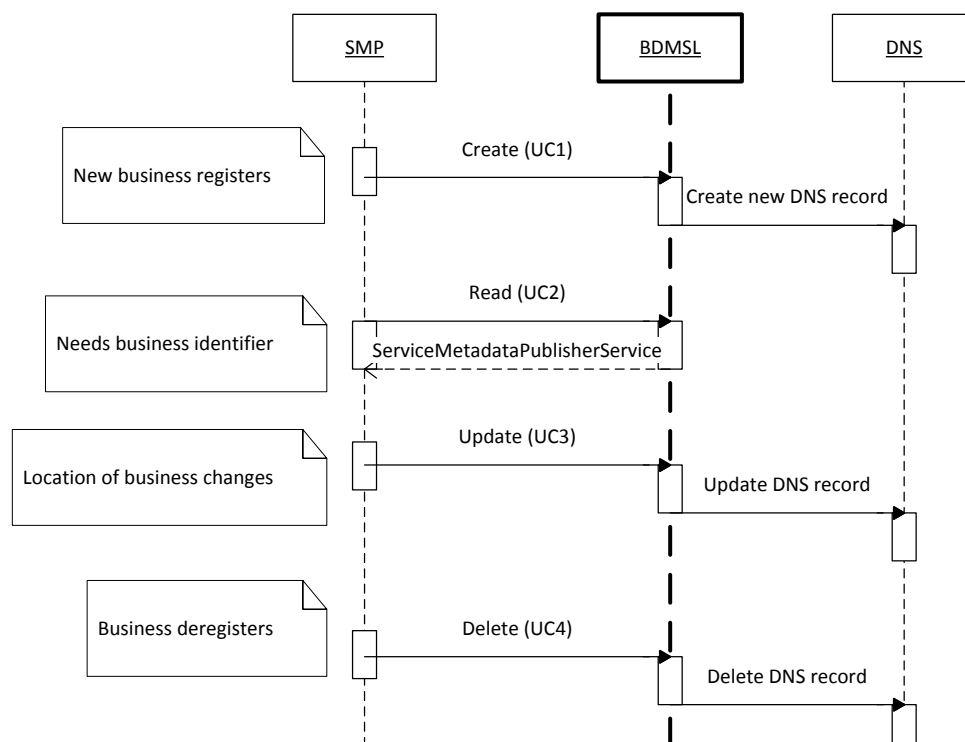 SMP
BDMSL
DNS
New business registers
Create (UC1)
Create new DNS record
Needs business identifier
Read (UC2)
ServiceMetadataPublisherService
Location of business changes
Update (UC3)
Update DNS record
Business deregisters
Delete (UC4)
Delete DNS record